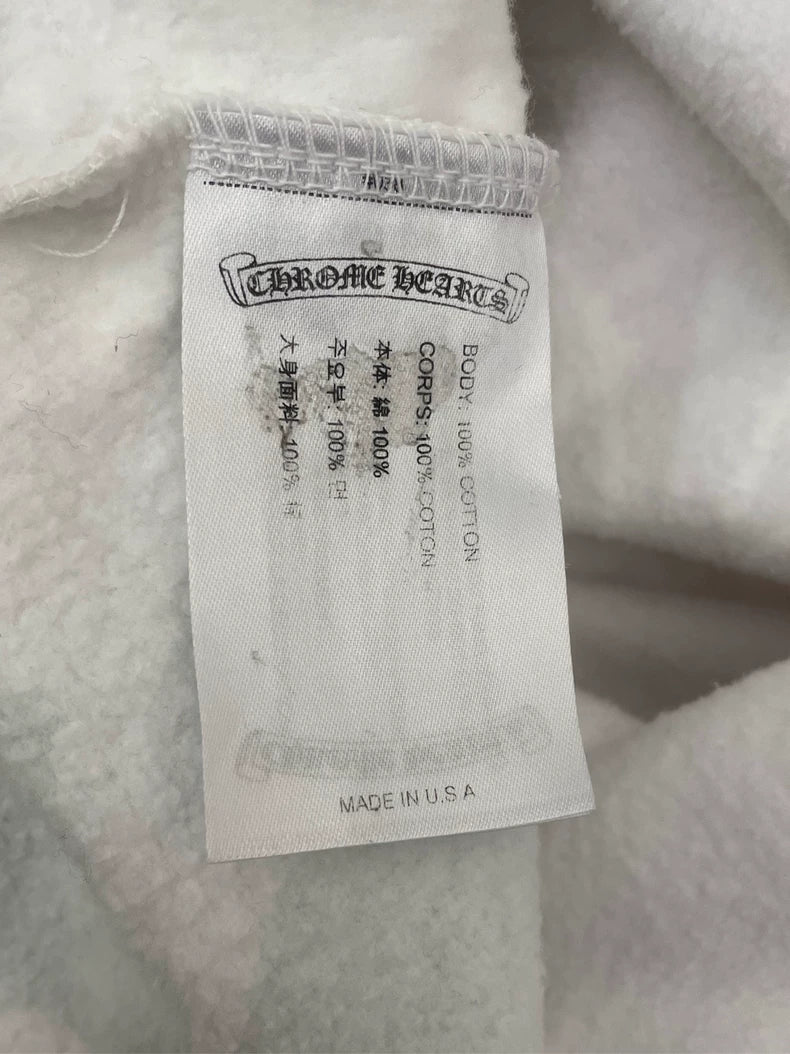 CHROME HEARTS
BODY: 100% COTTON
CORPS: 100% COTON
本体: 綿 100%
주요부: 100% 면
大身面料: 100%
MADE IN U.S.A